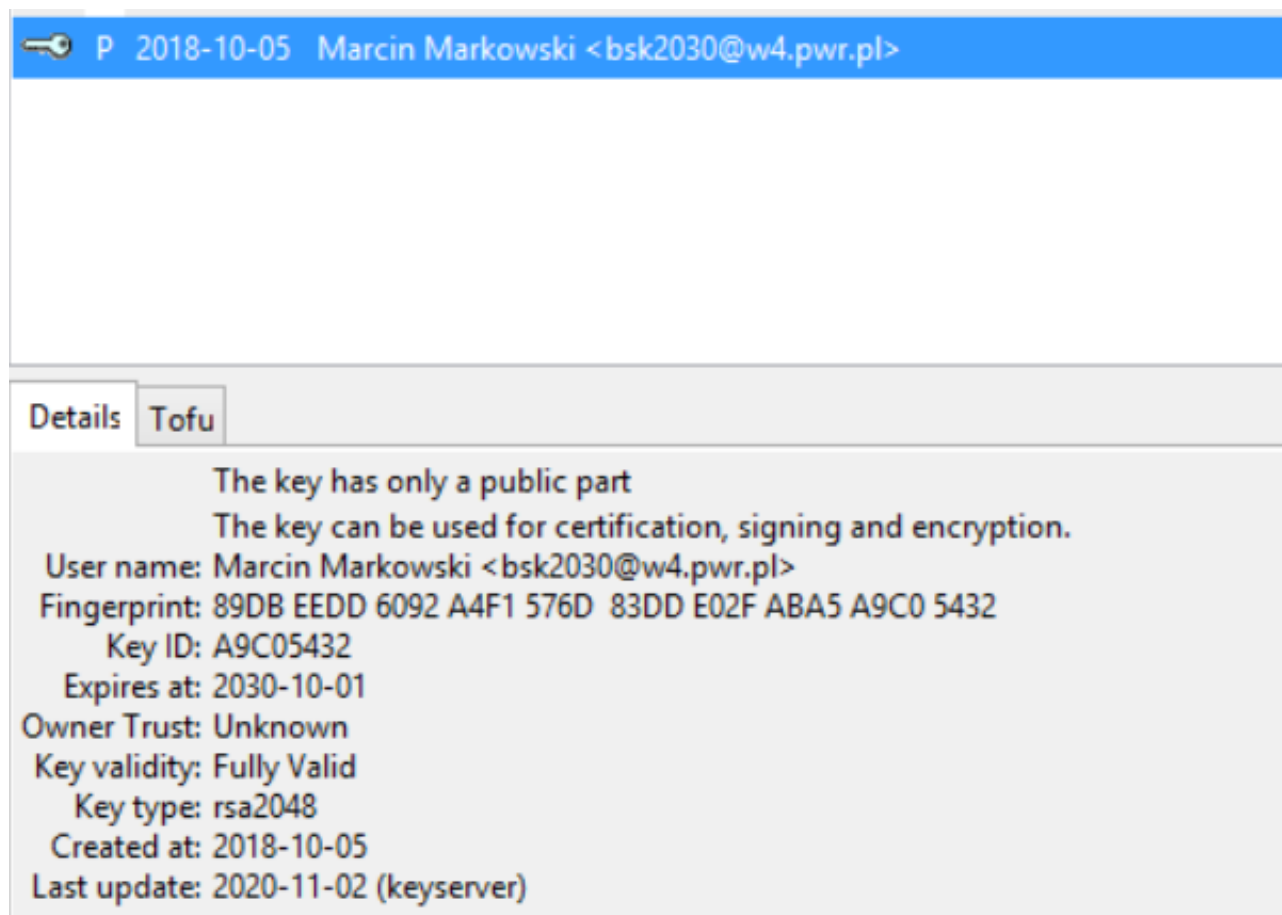 P 2018-10-05 Marcin Markowski <bsk2030@w4.pwr.pl>
Details Tofu
The key has only a public part
The key can be used for certification, signing and encryption.
User name: Marcin Markowski <bsk2030@w4.pwr.pl>
Fingerprint: 89DB EEDD 6092 A4F1 576D  83DD E02F ABA5 A9C0 5432
Key ID: A9C05432
Expires at: 2030-10-01
Owner Trust: Unknown
Key validity: Fully Valid
Key type: rsa2048
Created at: 2018-10-05
Last update: 2020-11-02 (keyserver)